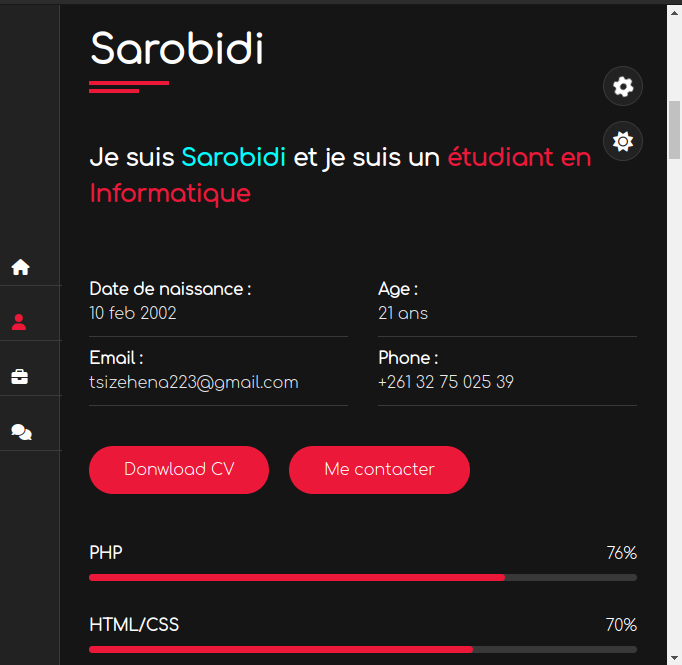 Sarobidi
Je suis Sarobidi et je suis un étudiant en
Informatique
Date de naissance :
10 feb 2002
Age :
21 ans
Email :
tsizehena223@gmail.com
Phone :
+261 32 75 025 39
Donwload CV
Me contacter
PHP
76%
HTML/CSS
70%